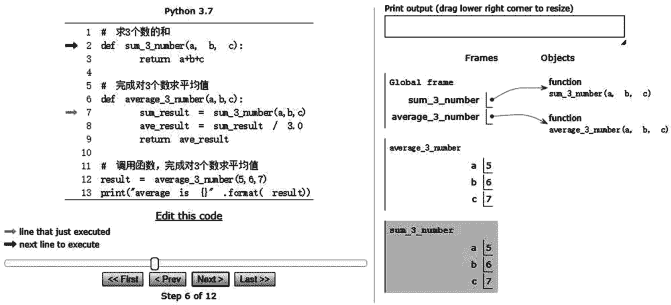 Python 3.7
1 # 求3个数的和
2 def sum_3_number(a, b, c):
3 return a+b+c
4
5 # 完成对3个数求平均值
6 def average_3_number(a,b,c):
7 sum_result = sum_3_number(a,b,c)
8 ave_result = sum_result / 3.0
9 return ave_result
10
11 # 调用函数，完成对3个数求平均值
12 result = average_3_number(5,6,7)
13 print("average is {}" .format( result))
Edit this code
line that just executed
next line to execute
<< First < Prev Next > Last >>
Step 6 of 12
Print output (drag lower right corner to resize)
Frames Objects
Global frame
sum_3_number
average_3_number
function
sum_3_number(a, b, c)
function
average_3_number(a, b, c)
average_3_number
a 5
b 6
c 7
sum_3_number
a 5
b 6
c 7